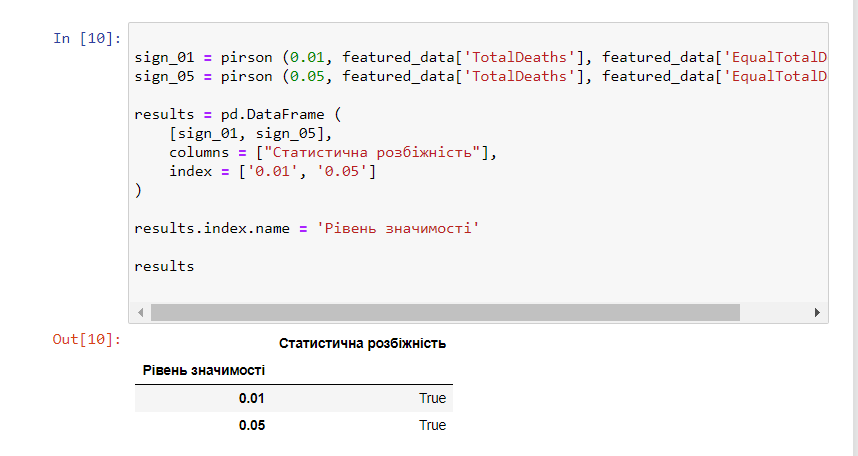 In [10]:
sign_01 = pirson (0.01, featured_data['TotalDeaths'], featured_data['EqualTotalD
sign_05 = pirson (0.05, featured_data['TotalDeaths'], featured_data['EqualTotalD
results = pd.DataFrame (
[sign_01, sign_05],
columns = ["Статистична розбіжність"],
index = ['0.01', '0.05']
)
results.index.name = 'Рівень значимості'
results
Out[10]:
Статистична розбіжність
Рівень значимості
0.01 True
0.05 True